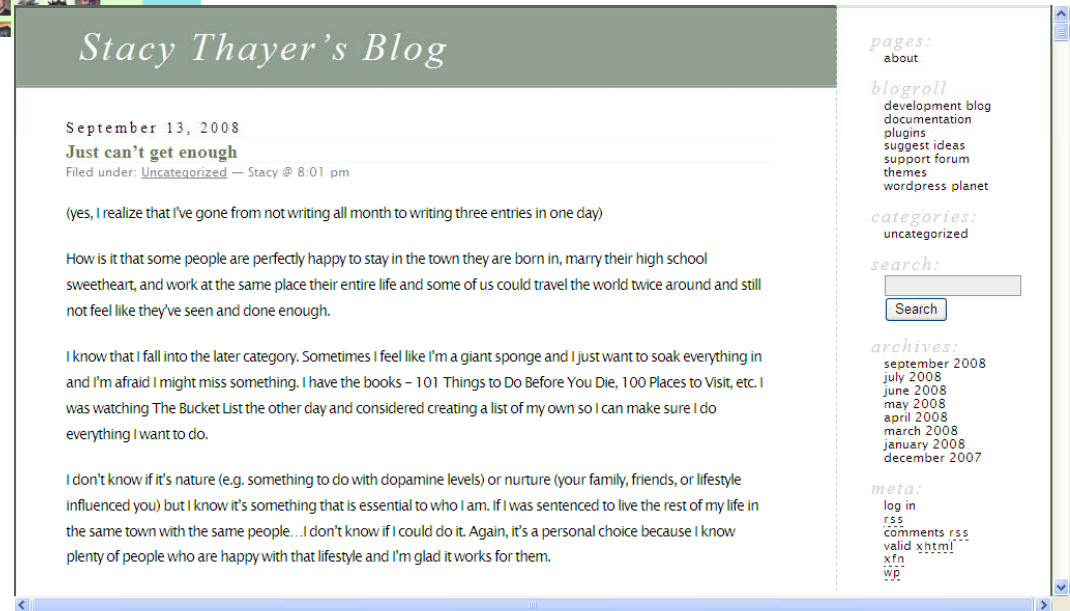 Stacy Thayer's Blog
September 13, 2008
Just can't get enough
Filed under: Uncategorized — Stacy @ 8:01 pm
(yes, I realize that I've gone from not writing all month to writing three entries in one day)
How is it that some people are perfectly happy to stay in the town they are born in, marry their high school
sweetheart, and work at the same place their entire life and some of us could travel the world twice around and still
not feel like they've seen and done enough.
I know that I fall into the later category. Sometimes I feel like I'm a giant sponge and I just want to soak everything in
and I'm afraid I might miss something. I have the books – 101 Things to Do Before You Die, 100 Places to Visit, etc. I
was watching The Bucket List the other day and considered creating a list of my own so I can make sure I do
everything I want to do.
I don't know if it's nature (e.g. something to do with dopamine levels) or nurture (your family, friends, or lifestyle
influenced you) but I know it's something that is essential to who I am. If I was sentenced to live the rest of my life in
the same town with the same people…I don't know if I could do it. Again, it's a personal choice because I know
plenty of people who are happy with that lifestyle and I'm glad it works for them.
pages:
about
blogroll
development blog
documentation
plugins
suggest ideas
support forum
themes
wordpress planet
categories:
uncategorized
search:
Search
archives:
september 2008
july 2008
june 2008
may 2008
april 2008
march 2008
january 2008
december 2007
meta:
log in
rss
comments rss
valid xhtml
xfn
wp